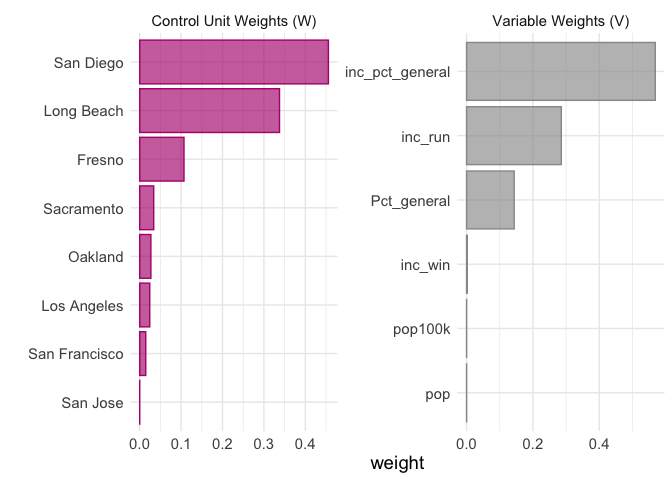 Control Unit Weights (W)
San Diego
Long Beach
Fresno
Sacramento
Oakland
Los Angeles
San Francisco
San Jose
0.0 0.1 0.2 0.3 0.4
Variable Weights (V)
inc_pct_general
inc_run
Pct_general
inc_win
pop100k
pop
0.0 0.2 0.4
weight